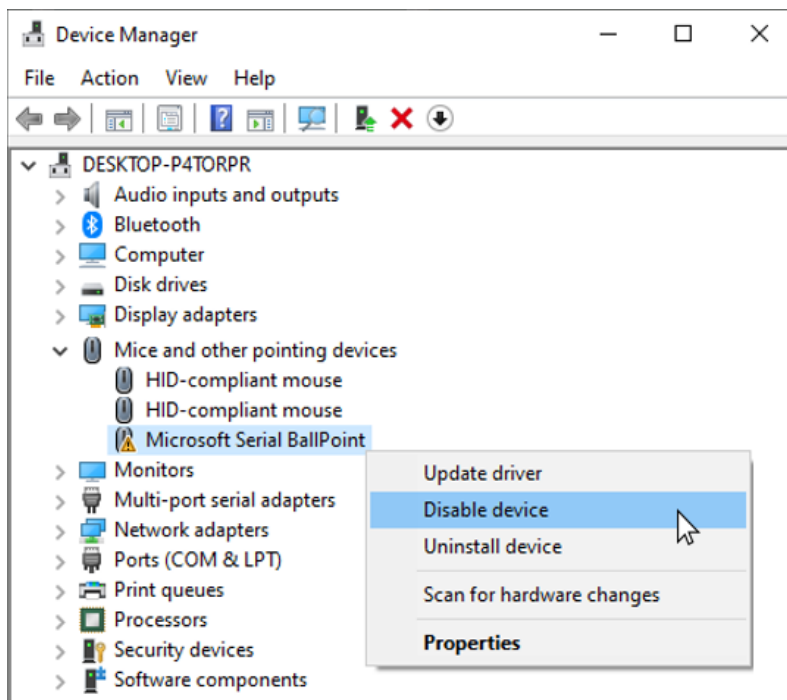 Device Manager
File Action View Help
DESKTOP-P4TORPR
Audio inputs and outputs
Bluetooth
Computer
Disk drives
Display adapters
Mice and other pointing devices
HID-compliant mouse
HID-compliant mouse
Microsoft Serial BallPoint
Monitors
Multi-port serial adapters
Network adapters
Ports (COM & LPT)
Print queues
Processors
Security devices
Software components
Update driver
Disable device
Uninstall device
Scan for hardware changes
Properties